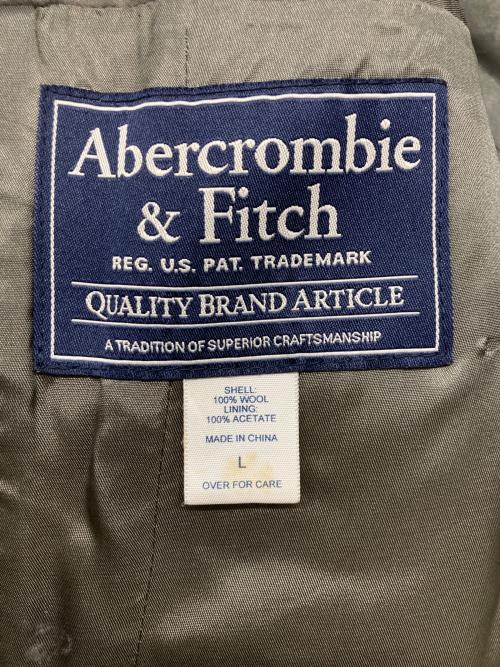 Abercrombie
& Fitch
REG. U.S. PAT. TRADEMARK
QUALITY BRAND ARTICLE
A TRADITION OF SUPERIOR CRAFTSMANSHIP
SHELL:
100% WOOL
LINING:
100% ACETATE
MADE IN CHINA
L
OVER FOR CARE